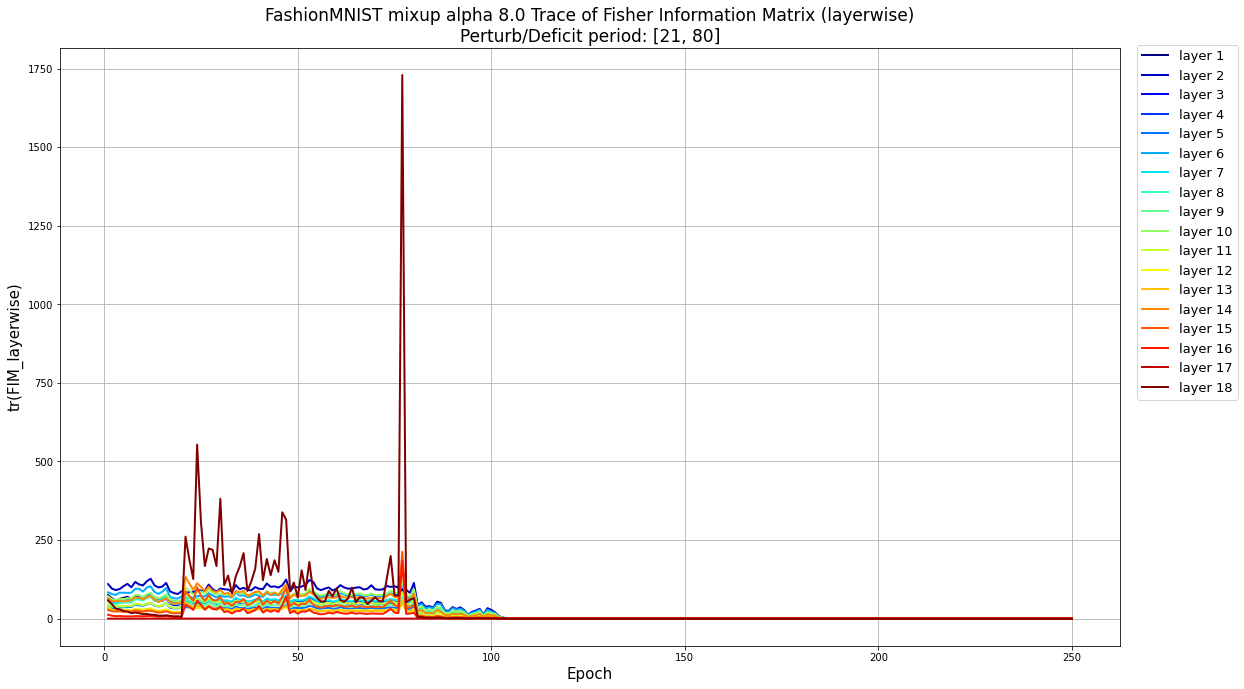 FashionMNIST mixup alpha 8.0 Trace of Fisher Information Matrix (layerwise)
Perturb/Deficit period: [21, 80]
tr(FIM_layerwise)
1750
1500
1250
1000
750
500
250
0
0 50 100 150 200 250
Epoch
layer 1
layer 2
layer 3
layer 4
layer 5
layer 6
layer 7
layer 8
layer 9
layer 10
layer 11
layer 12
layer 13
layer 14
layer 15
layer 16
layer 17
layer 18